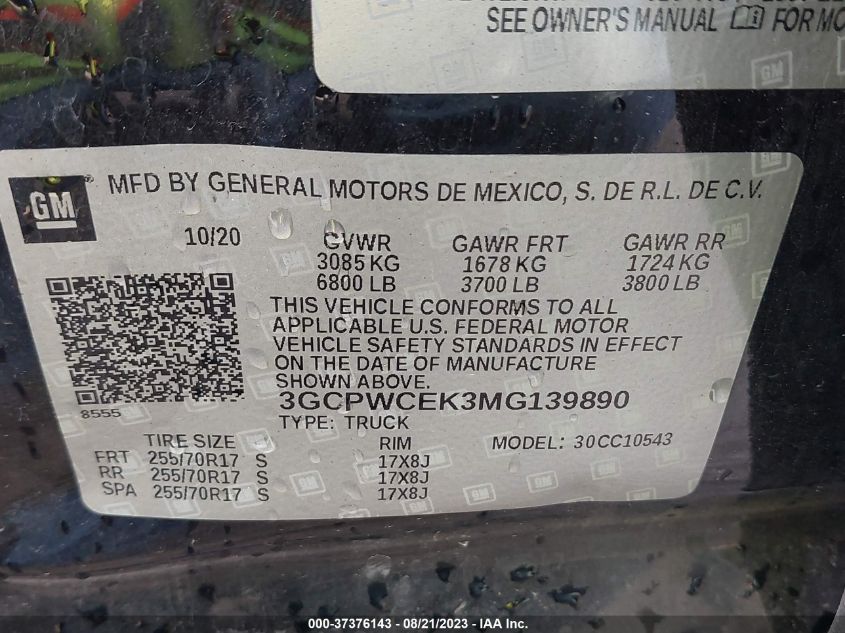 SEE OWNER'S MANUAL FOR MO
GM
GM ® MFD BY GENERAL MOTORS DE MEXICO, S. DE R.L. DE C.V.
10/20 GVWR GAWR FRT GAWR RR
3085 KG 1678 KG 1724 KG
6800 LB 3700 LB 3800 LB
THIS VEHICLE CONFORMS TO ALL
APPLICABLE U.S. FEDERAL MOTOR
VEHICLE SAFETY STANDARDS IN EFFECT
ON THE DATE OF MANUFACTURE
SHOWN ABOVE.
8555 3GCPWCEK3MG139890
TYPE: TRUCK
TIRE SIZE RIM MODEL: 30CC10543
FRT 255/70R17 S 17X8J
RR 255/70R17 S 17X8J
SPA 255/70R17 S 17X8J
000-37376143 - 08/21/2023 - Copyright © IAA, Inc.